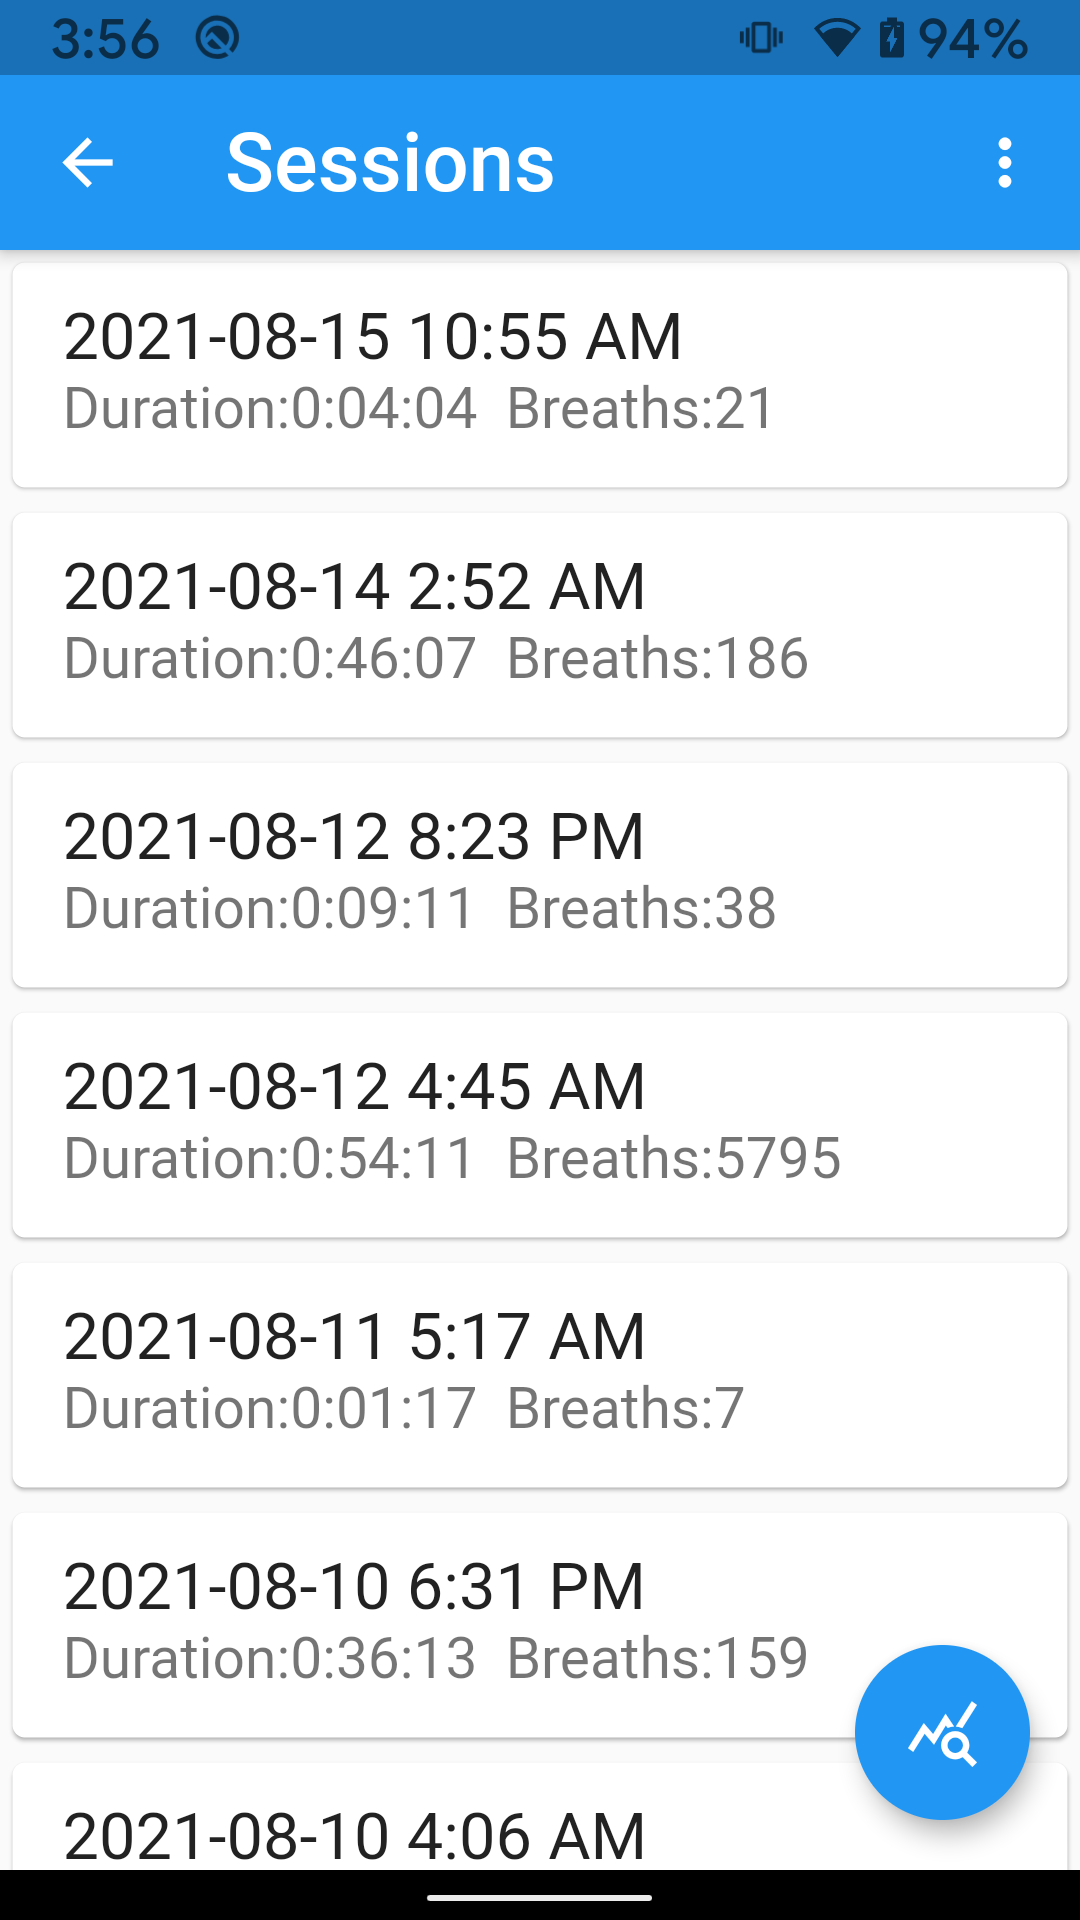 3:56 94%
Sessions
2021-08-15 10:55 AM
Duration:0:04:04 Breaths:21
2021-08-14 2:52 AM
Duration:0:46:07 Breaths:186
2021-08-12 8:23 PM
Duration:0:09:11 Breaths:38
2021-08-12 4:45 AM
Duration:0:54:11 Breaths:5795
2021-08-11 5:17 AM
Duration:0:01:17 Breaths:7
2021-08-10 6:31 PM
Duration:0:36:13 Breaths:159
2021-08-10 4:06 AM